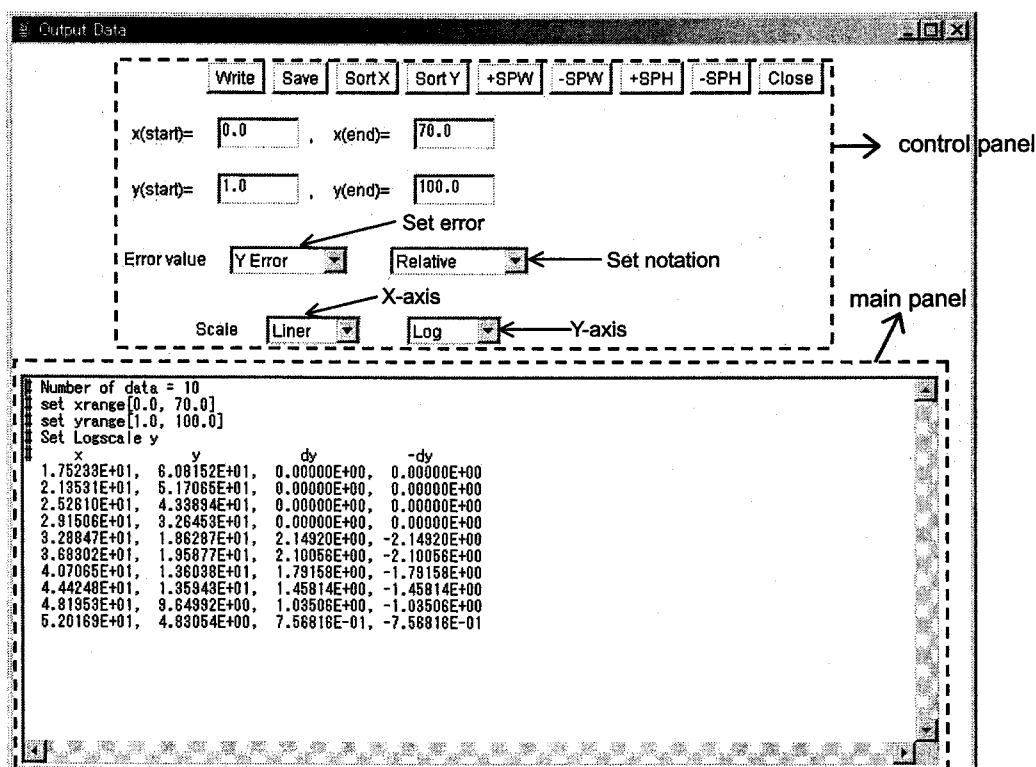 Output Data
Write Save Sort X Sort Y +SPW -SPW +SPH -SPH Close
x(start)= 0.0 , x(end)= 70.0
control panel
y(start)= 1.0 , y(end)= 100.0
Set error
Error value Y Error Relative Set notation
X-axis
main panel
Scale Liner Log Y-axis
# Number of data = 10
# set xrange[0.0, 70.0]
# set yrange[1.0, 100.0]
# Set Logscale y
# x y dy -dy
1.75233E+01, 6.08152E+01, 0.00000E+00, 0.00000E+00
2.13531E+01, 5.17065E+01, 0.00000E+00, 0.00000E+00
2.52610E+01, 4.33894E+01, 0.00000E+00, 0.00000E+00
2.91506E+01, 3.26453E+01, 0.00000E+00, 0.00000E+00
3.28847E+01, 1.86287E+01, 2.14920E+00, -2.14920E+00
3.68302E+01, 1.95877E+01, 2.10056E+00, -2.10056E+00
4.07065E+01, 1.36038E+01, 1.79158E+00, -1.79158E+00
4.44248E+01, 1.35943E+01, 1.45814E+00, -1.45814E+00
4.81953E+01, 9.64992E+00, 1.03506E+00, -1.03506E+00
5.20169E+01, 4.83054E+00, 7.56816E-01, -7.56816E-01